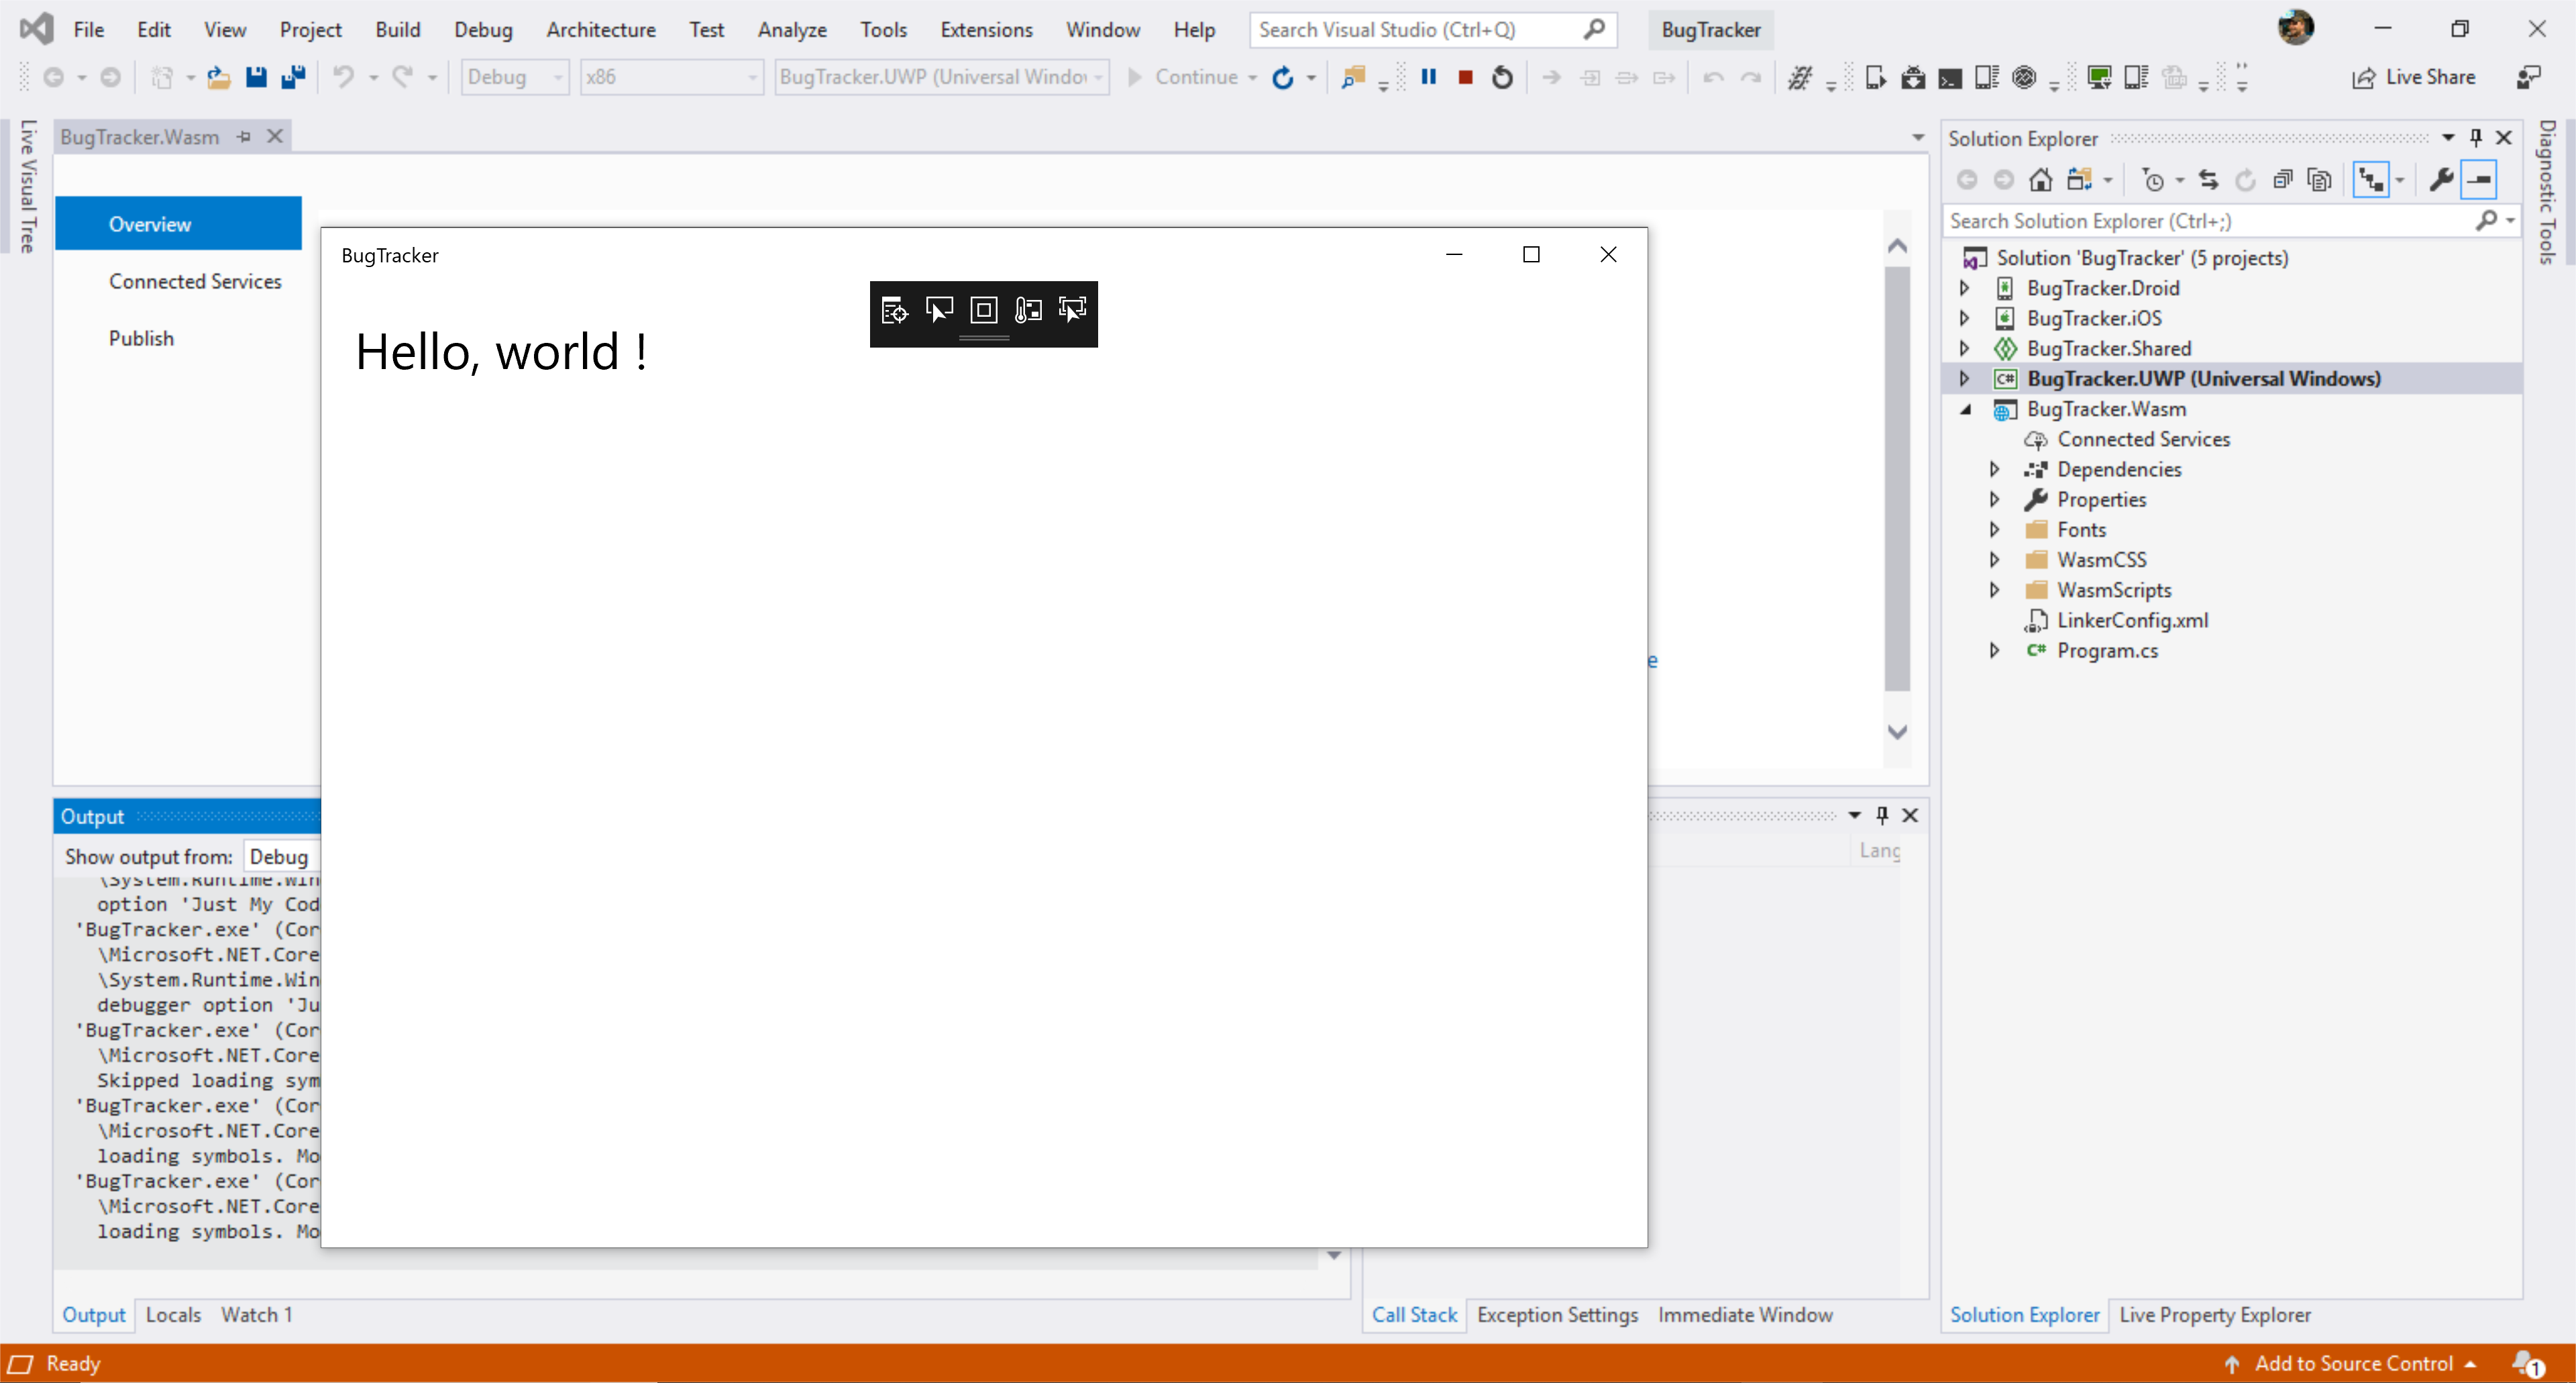 File Edit View Project Build Debug Architecture Test Analyze Tools Extensions Window Help Search Visual Studio (Ctrl+Q) BugTracker
Debug x86 BugTracker.UWP (Universal Windo Continue Live Share
Live Visual Tree
BugTracker.Wasm
Overview
Connected Services
Publish
BugTracker
Hello, world !
e
Output
Show output from: Debug
\System.Runtime.Win
option 'Just My Cod
'BugTracker.exe' (Cor
\Microsoft.NET.Core
\System.Runtime.Win
debugger option 'Ju
'BugTracker.exe' (Cor
\Microsoft.NET.Core
Skipped loading sym
'BugTracker.exe' (Cor
\Microsoft.NET.Core
loading symbols. Mo
'BugTracker.exe' (Cor
\Microsoft.NET.Core
loading symbols. Mo
Output Locals Watch 1
Lang
Call Stack Exception Settings Immediate Window
Solution Explorer
Search Solution Explorer (Ctrl+;)
Solution 'BugTracker' (5 projects)
BugTracker.Droid
BugTracker.iOS
BugTracker.Shared
C# BugTracker.UWP (Universal Windows)
BugTracker.Wasm
Connected Services
Dependencies
Properties
Fonts
WasmCSS
WasmScripts
LinkerConfig.xml
C# Program.cs
Solution Explorer Live Property Explorer
Diagnostic Tools
Ready Add to Source Control 1